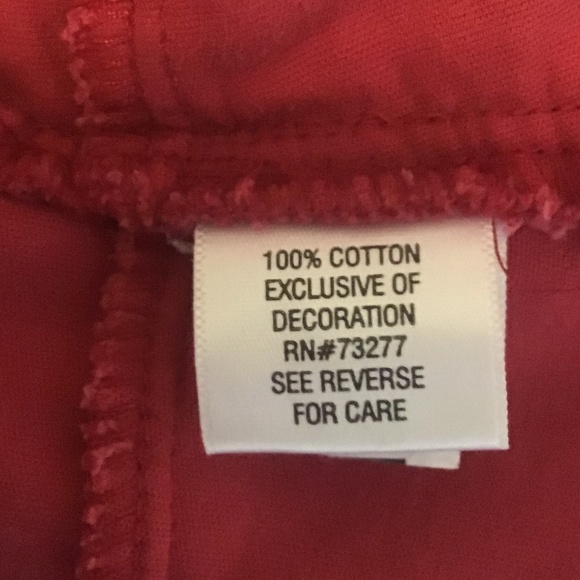 100% COTTON
EXCLUSIVE OF
DECORATION
RN#73277
SEE REVERSE
FOR CARE